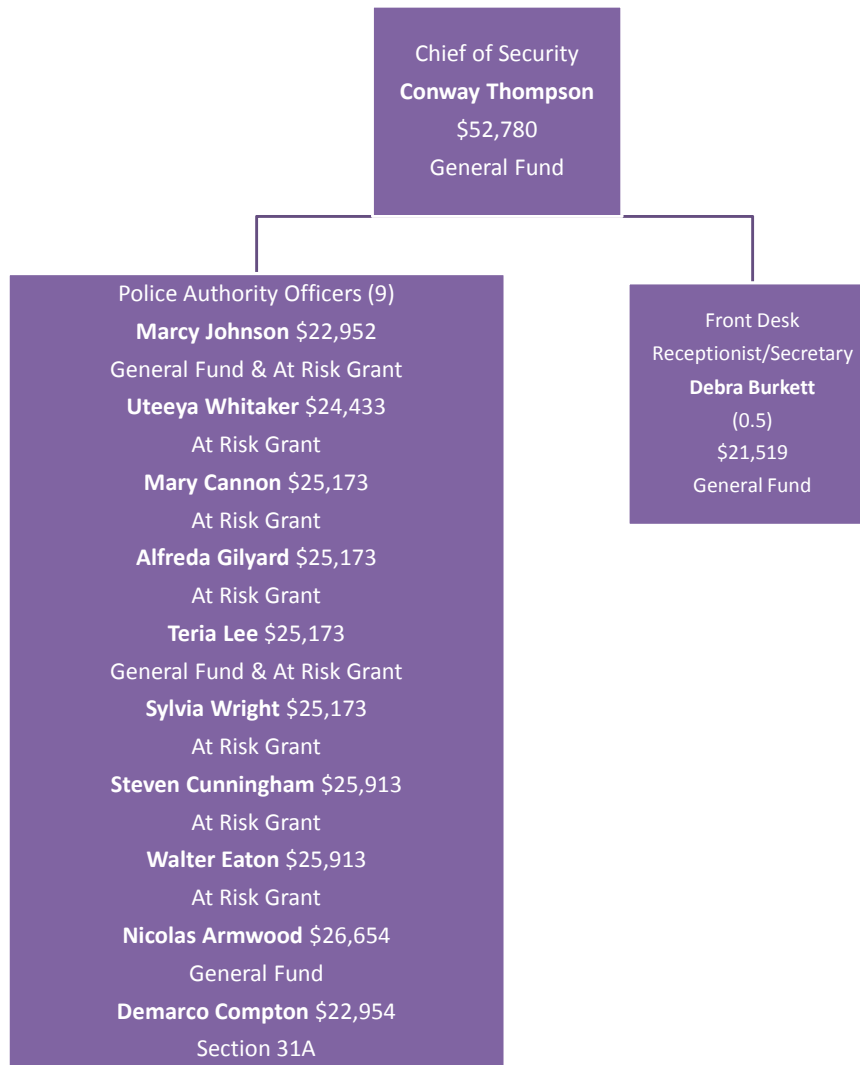 Chief of Security
Conway Thompson
$52,780
General Fund
Police Authority Officers (9)
Marcy Johnson $22,952
General Fund & At Risk Grant
Uteeya Whitaker $24,433
At Risk Grant
Mary Cannon $25,173
At Risk Grant
Alfreda Gilyard $25,173
At Risk Grant
Teria Lee $25,173
General Fund & At Risk Grant
Sylvia Wright $25,173
At Risk Grant
Steven Cunningham $25,913
At Risk Grant
Walter Eaton $25,913
At Risk Grant
Nicolas Armwood $26,654
General Fund
Demarco Compton $22,954
Section 31A
Front Desk
Receptionist/Secretary
Debra Burkett
(0.5)
$21,519
General Fund